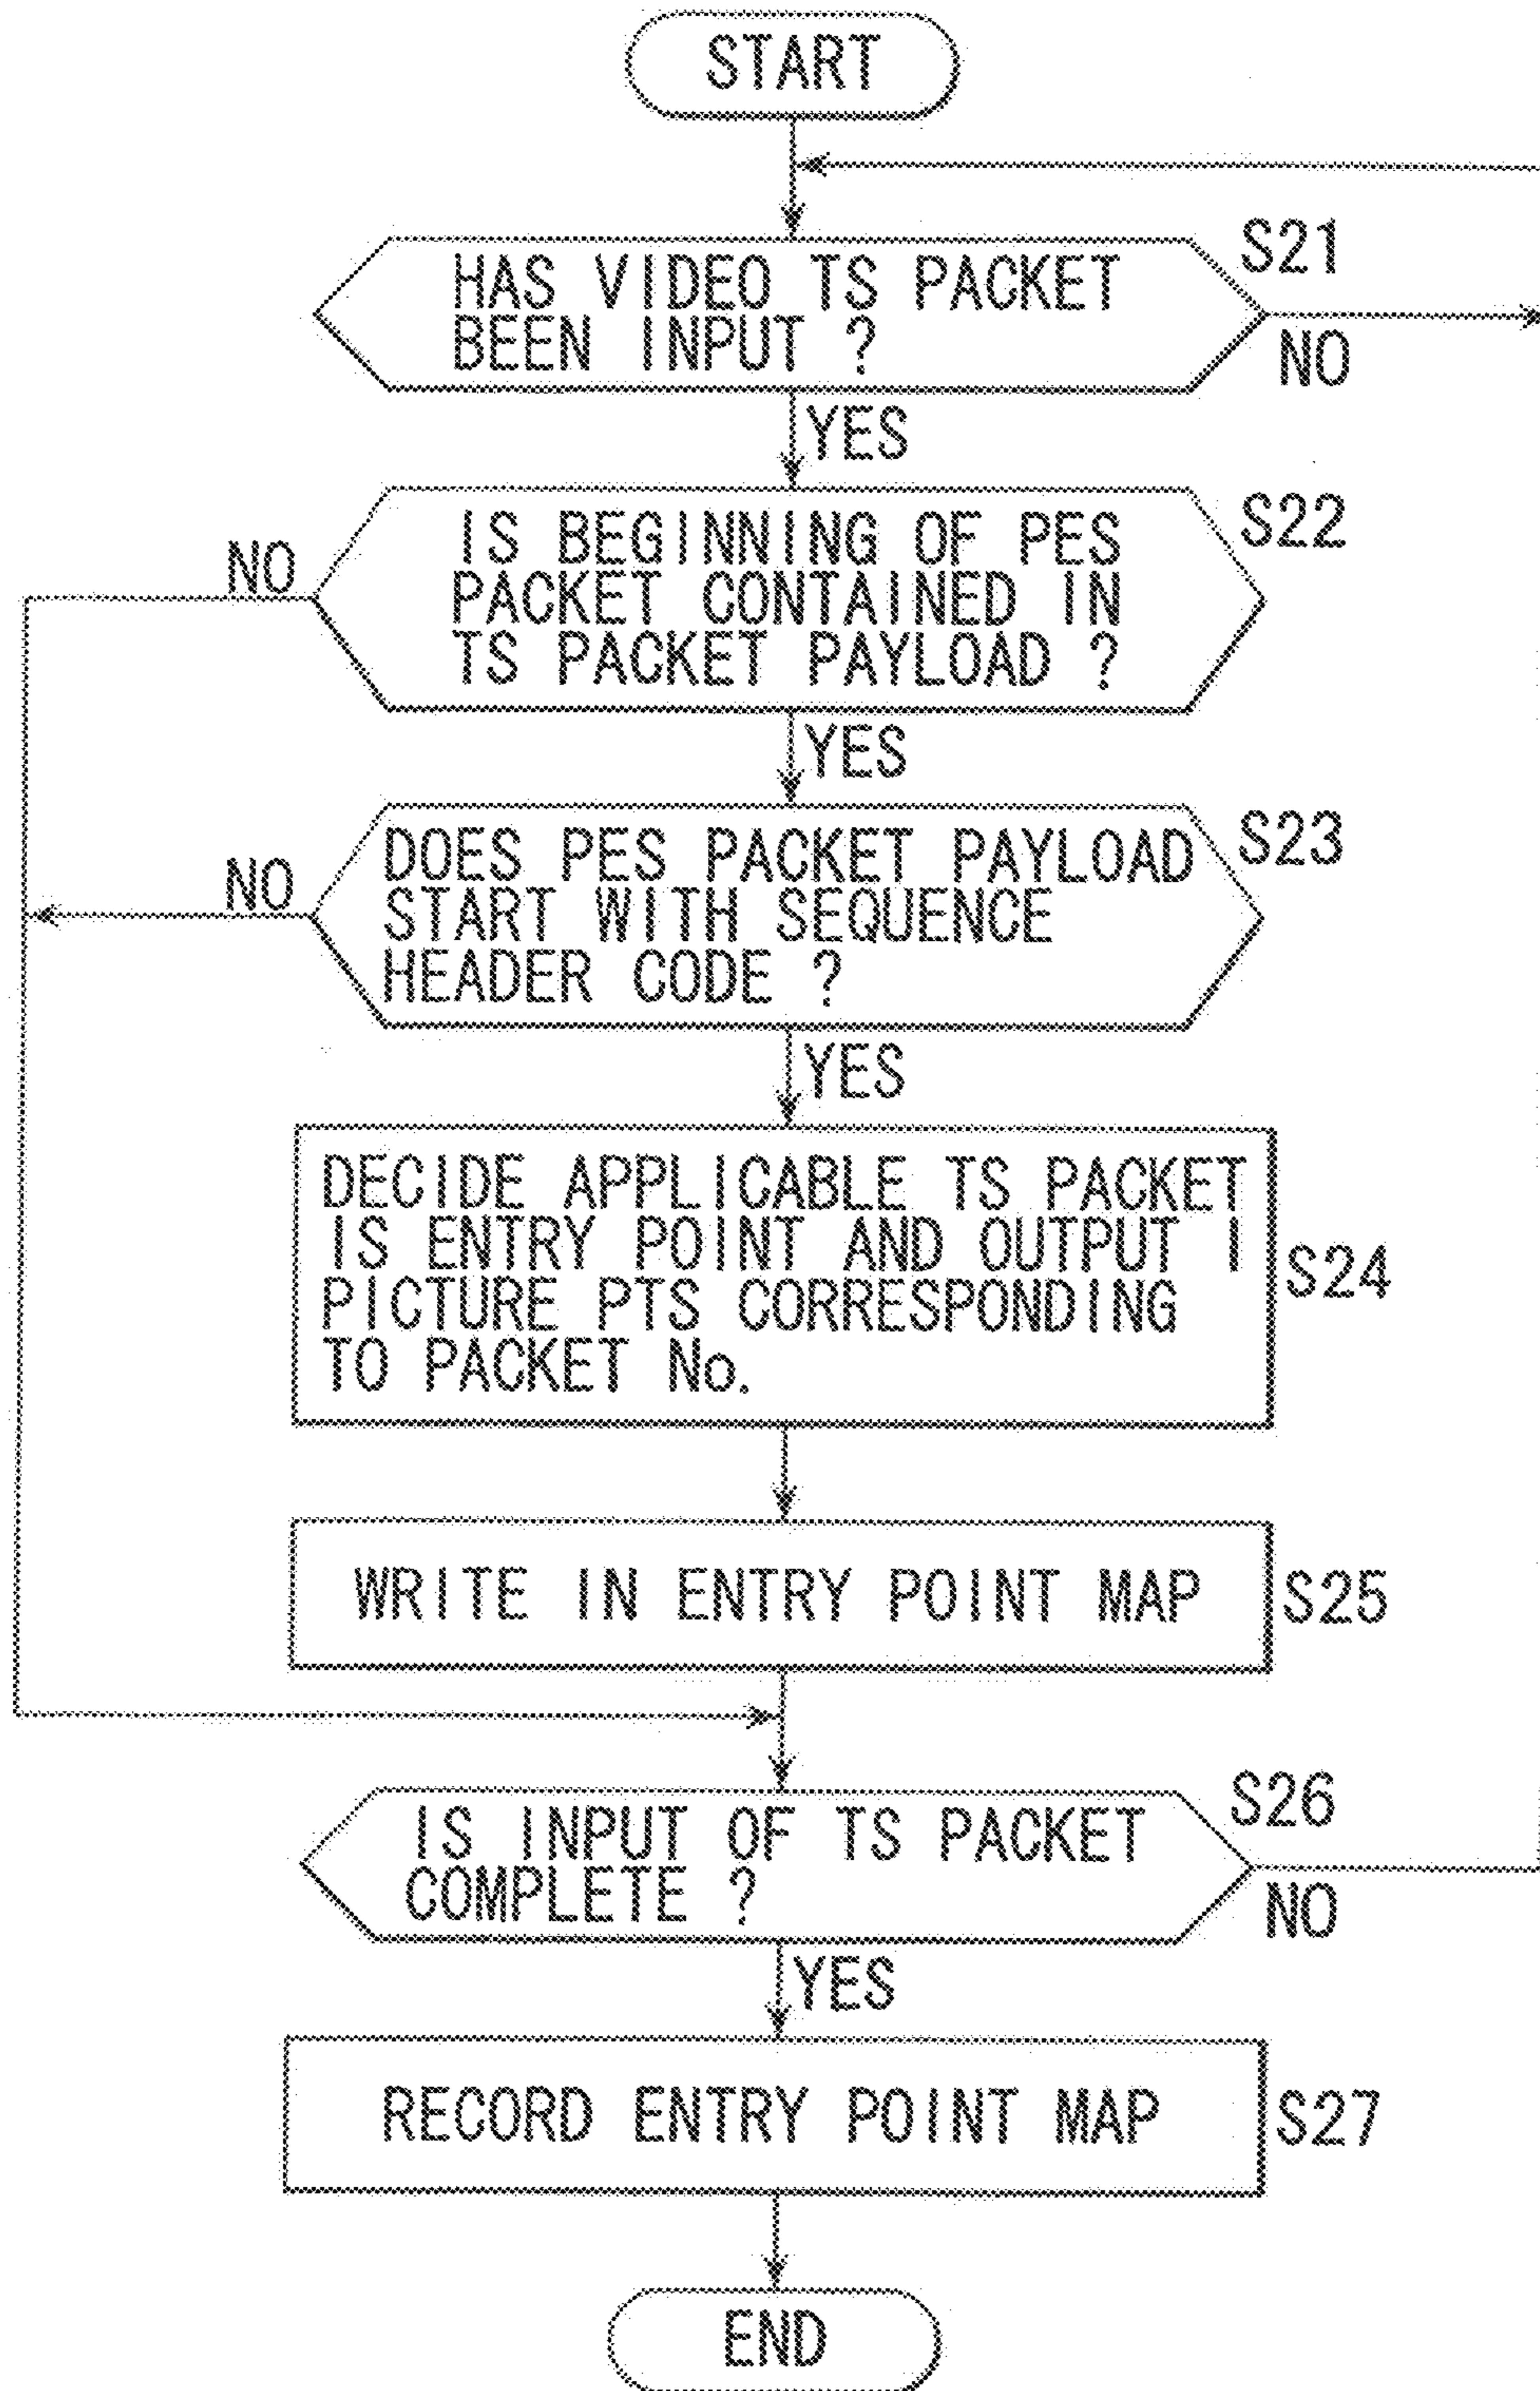 START
HAS VIDEO TS PACKET
BEEN INPUT ?
S21
NO
YES
IS BEGINNING OF PES
PACKET CONTAINED IN
TS PACKET PAYLOAD ?
S22
NO
YES
DOES PES PACKET PAYLOAD
START WITH SEQUENCE
HEADER CODE ?
S23
NO
YES
DECIDE APPLICABLE TS PACKET
IS ENTRY POINT AND OUTPUT I
PICTURE PTS CORRESPONDING
TO PACKET No.
S24
WRITE IN ENTRY POINT MAP
S25
IS INPUT OF TS PACKET
COMPLETE ?
S26
NO
YES
RECORD ENTRY POINT MAP
S27
END